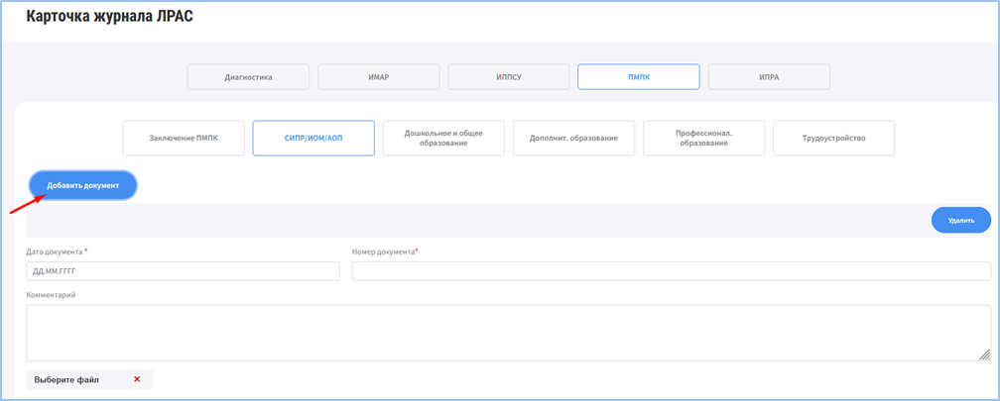 Карточка журнала ЛРАС
Диагностика
ИМАР
ИППСУ
ПМПК
ИПРА
Заключение ПМПК
СИПР/ИОМ/АОП
Дошкольное и общее
образование
Дополнит. образование
Профессионал.
образование
Трудоустройство
Добавить документ
Удалить
Дата документа *
Номер документа*
ДД.ММ.ГГГГ
Комментарий
Выберите файл ×